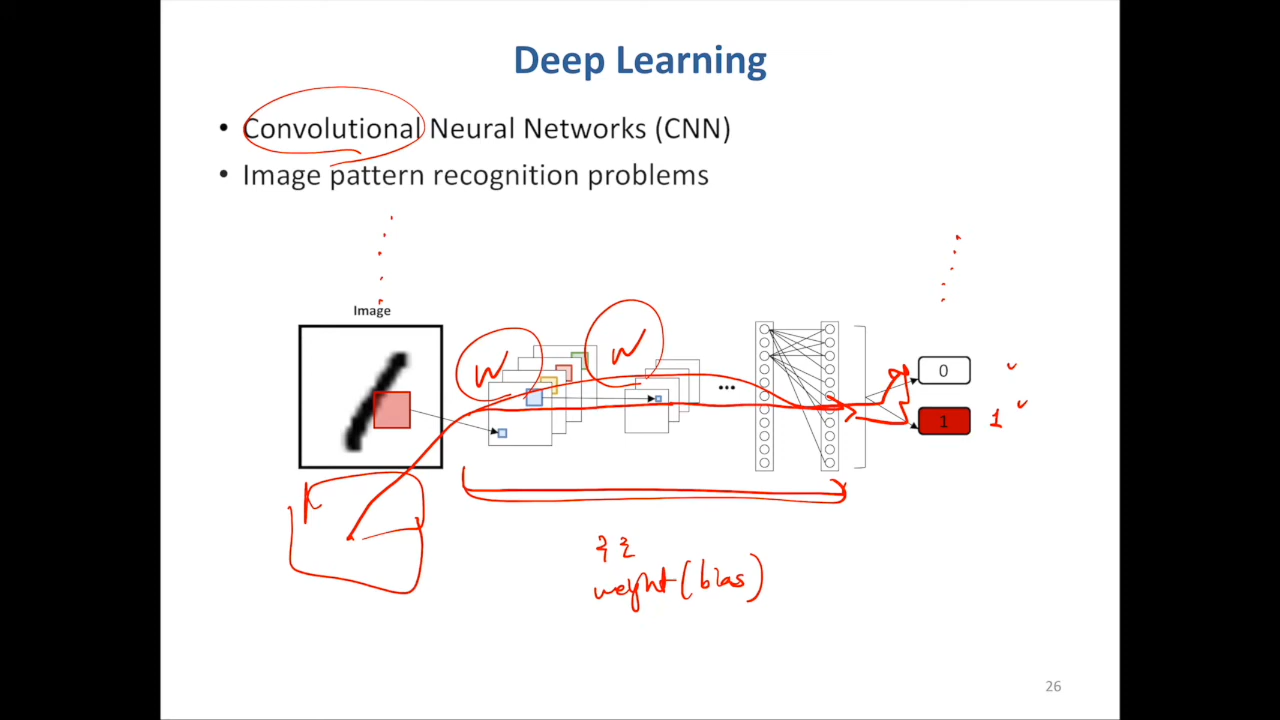 Deep Learning
• Convolutional Neural Networks (CNN)
• Image pattern recognition problems
Image
W
W
...
0
1
1
weight (bias)
26